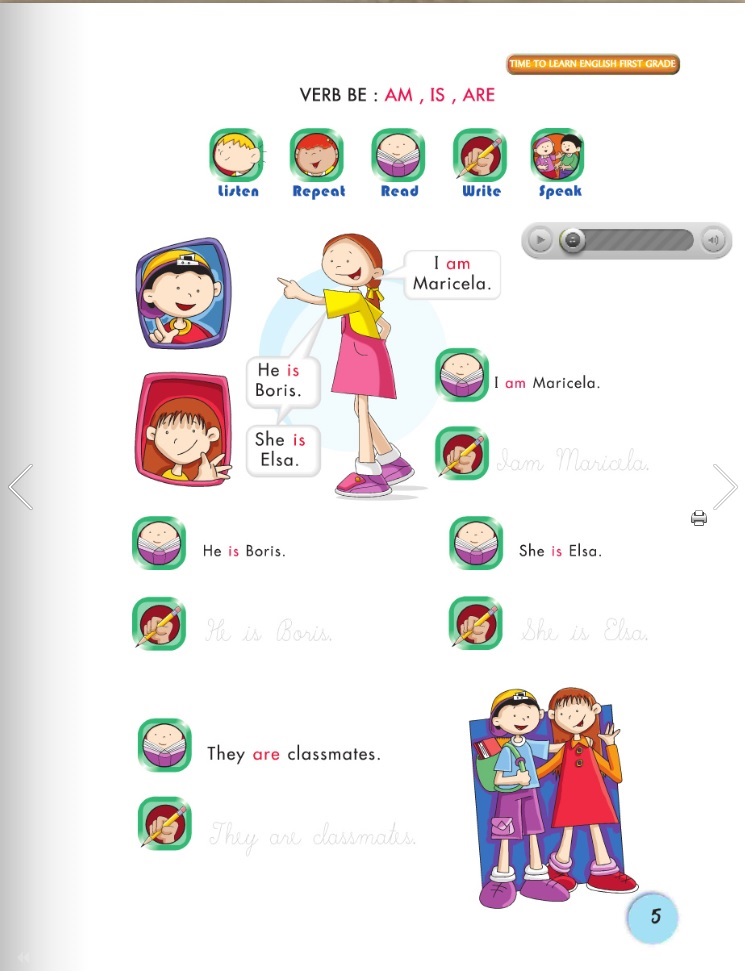 TIME TO LEARN ENGLISH FIRST GRADE
VERB BE : AM , IS , ARE
Listen Repeat Read Write Speak
I am
Maricela.
He is
Boris.
She is
Elsa.
I am Maricela.
I am Maricela.
He is Boris.
She is Elsa.
He is Boris.
She is Elsa.
They are classmates.
They are classmates.
5
44